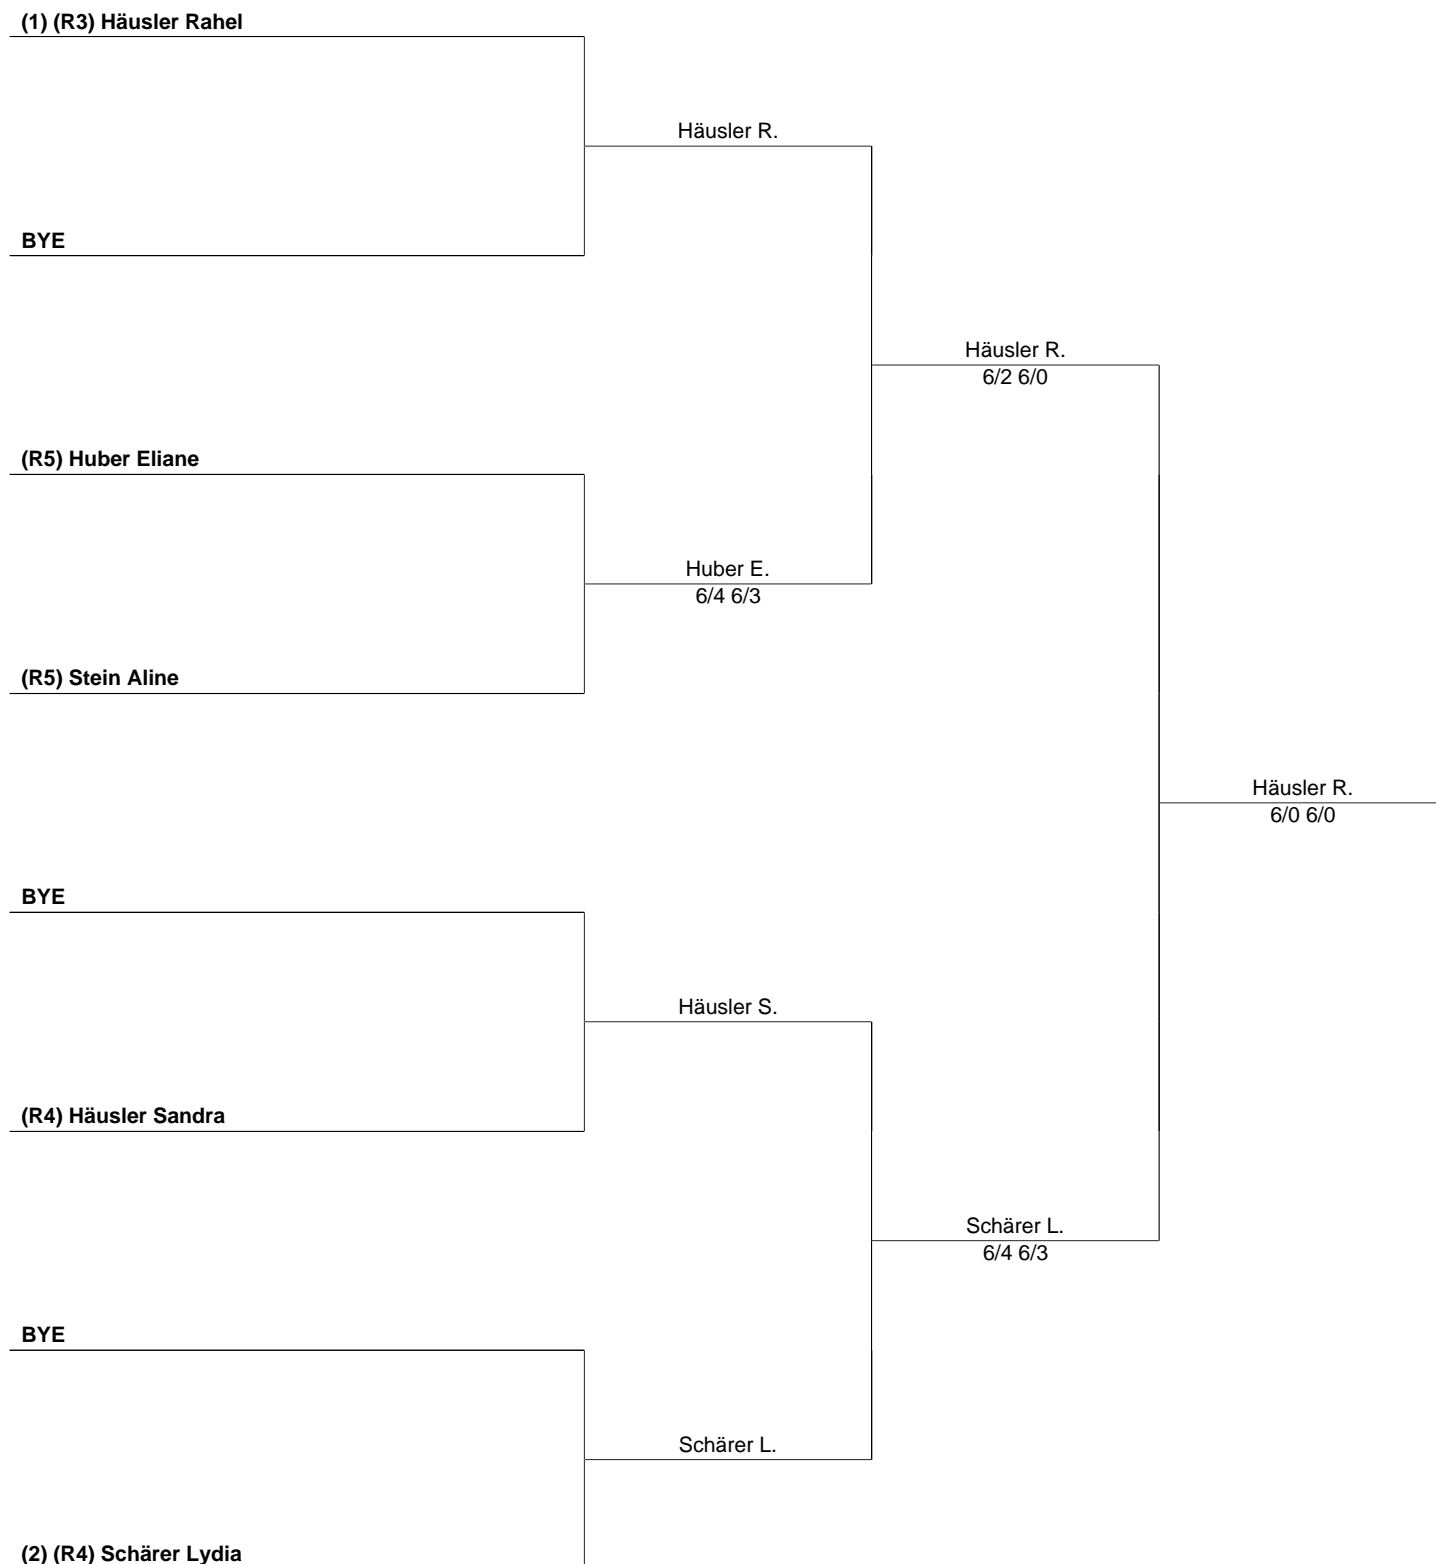 (1) (R3) Häusler Rahel
Häusler R.
BYE
Häusler R.
6/2 6/0
(R5) Huber Eliane
Huber E.
6/4 6/3
(R5) Stein Aline
Häusler R.
6/0 6/0
BYE
Häusler S.
(R4) Häusler Sandra
Schärer L.
6/4 6/3
BYE
Schärer L.
(2) (R4) Schärer Lydia